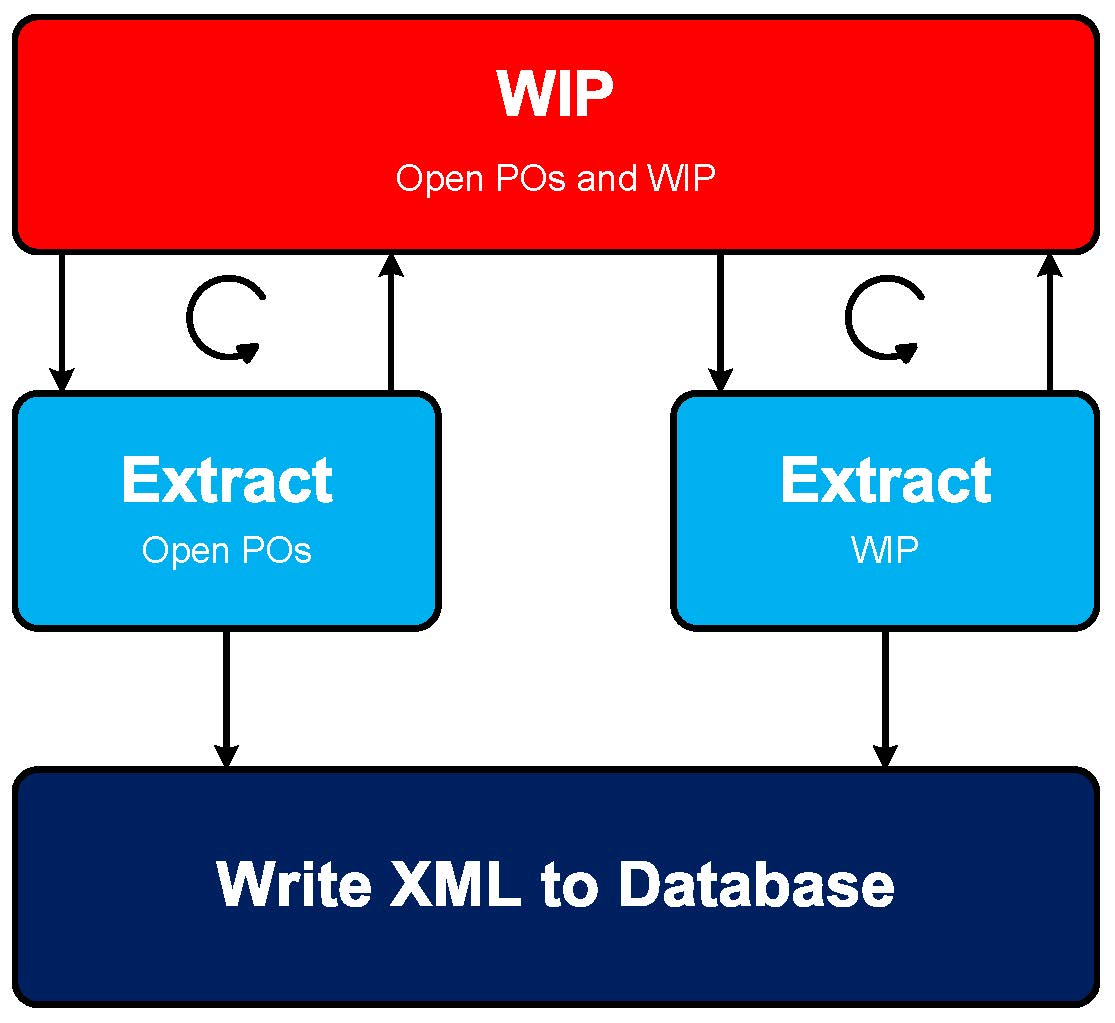 WIP
Open POs and WIP
Extract
Open POs
Extract
WIP
Write XML to Database